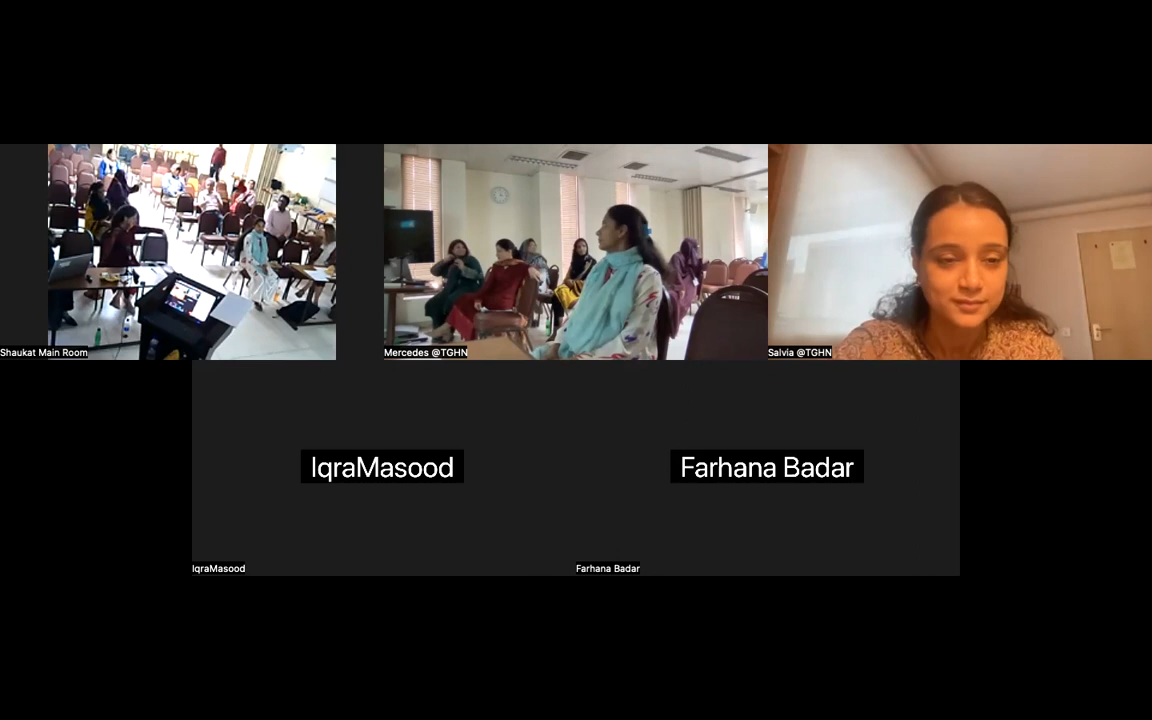 Shaukat Main Room
Mercedes @TGHN
Salvia @TGHN
IqraMasood
Farhana Badar
IqraMasood
Farhana Badar